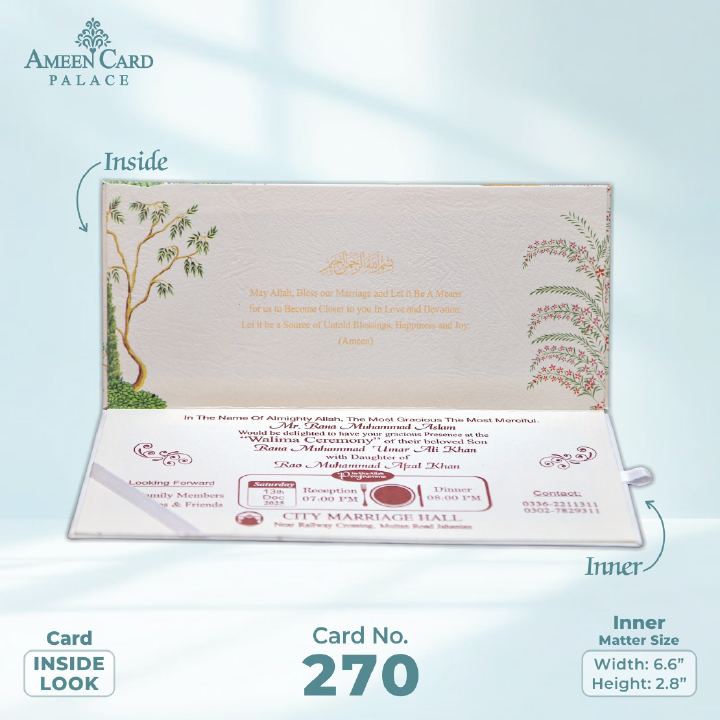 AMEEN CARD
PALACE
Inside
بسم الله الرحمن الرحيم
May Allah, Bless our Marriage and Let it Be A Means
for us to Become Closer to you in Love and Devotion.
Let it be a Source of Untold Blessings, Happiness and Joy.
(Ameen)
In The Name Of Almighty Allah, The Most Gracious The Most Merciful.
Mr. Rana Muhammad Aslam
Would be delighted to have your gracious Presence at the
"Walima Ceremony" of their beloved Son
Rana Muhammad Umar Ali Khan
with Daughter of
Rao Muhammad Afzal Khan
Looking Forward
Family Members
& Friends
InshaAllah
Programme
Saturday
13th
Dec
2025
Reception
07:00 PM
Dinner
08:00 PM
Contact:
0336-2211311
0302-7829311
CITY MARRIAGE HALL
Near Railway Crossing, Multan Road Jahanian
Inner
Card
INSIDE
LOOK
Card No.
270
Inner
Matter Size
Width: 6.6"
Height: 2.8"